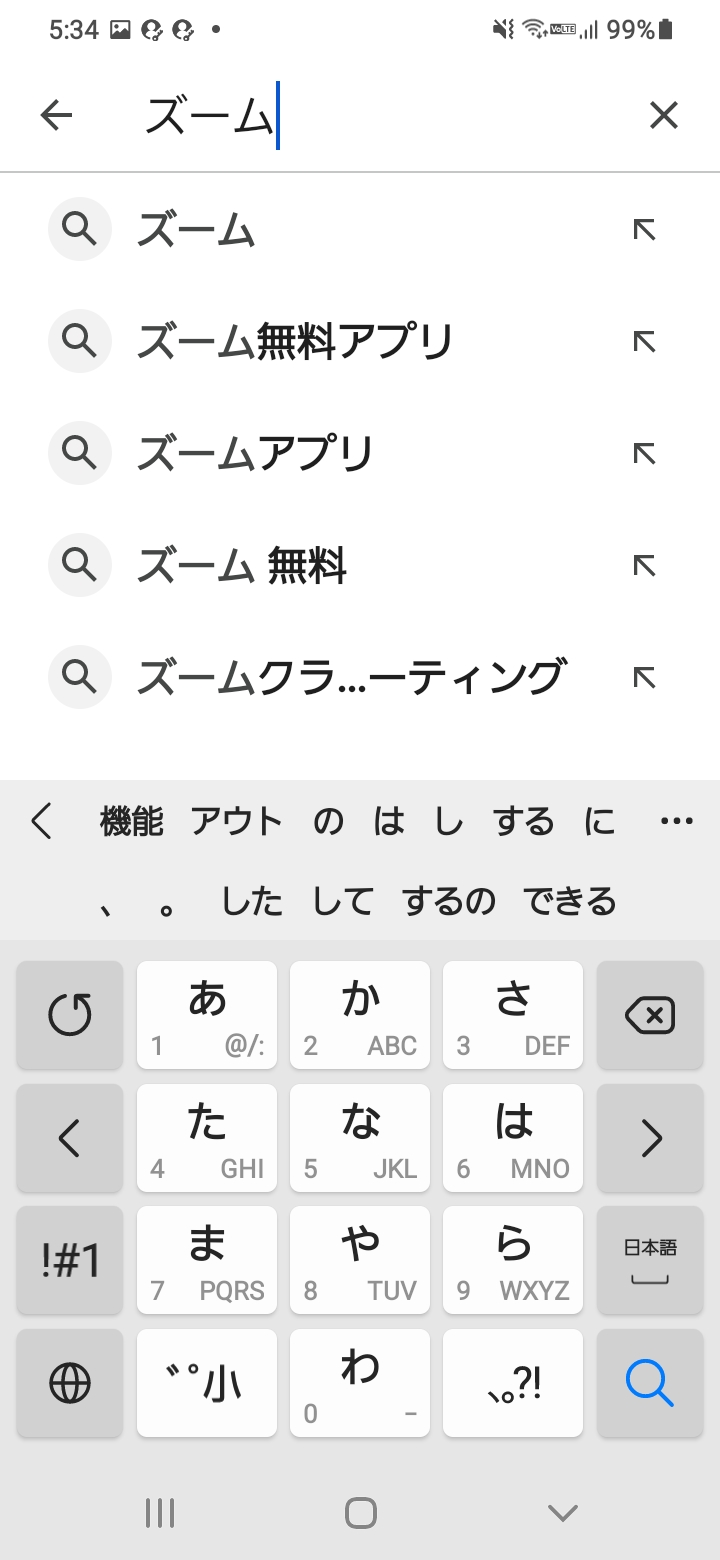 5:34 VoLTE 99%
ズーム
ズーム
ズーム無料アプリ
ズームアプリ
ズーム 無料
ズームクラ...ーティング
機能 アウト の は し する に ...
、 。 した して するの できる
あ か さ
1 @/: 2 ABC 3 DEF
た な は
4 GHI 5 JKL 6 MNO
!#1 ま や ら 日本語
7 PQRS 8 TUV 9 WXYZ
゛゜小 わ 、。?!
0 −